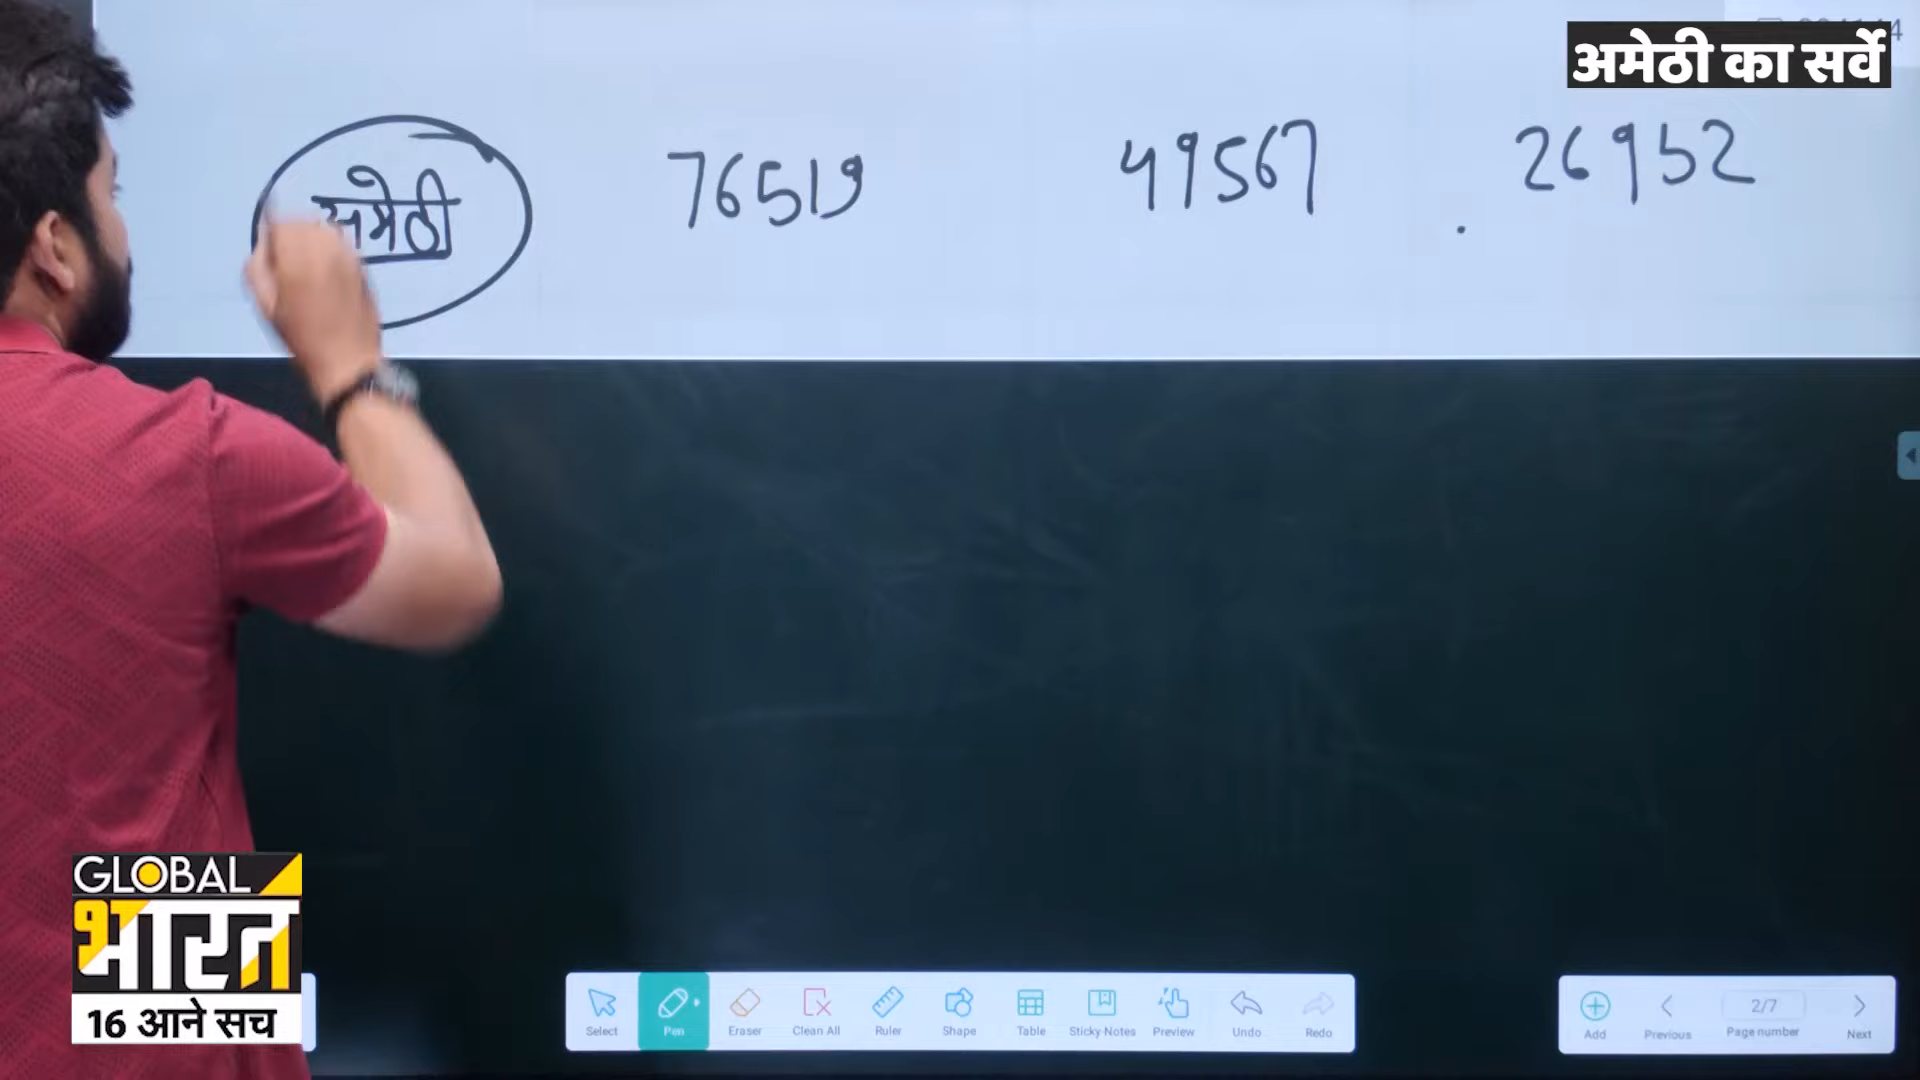 अमेठी का सर्वे
अमेठी 76519 49567 26952
GLOBAL
भारत
16 आने सच
Select Pen Eraser Clean All Ruler Shape Table Sticky Notes Preview Undo Redo
Add Previous 2/7 Page number Next